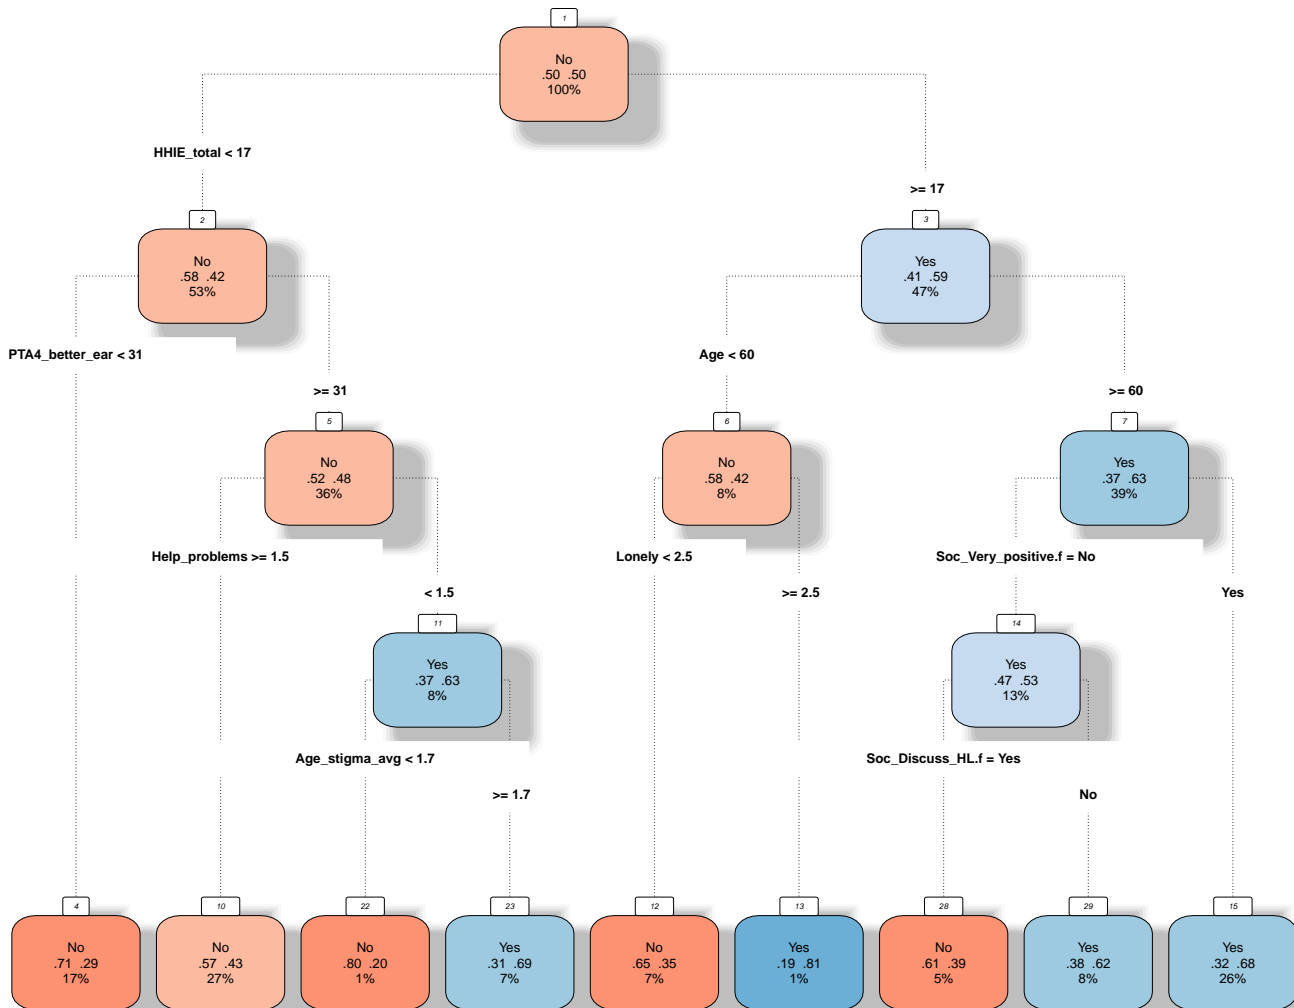 1
No
.50 .50
100%
HHIE_total < 17
>= 17
2
No
.58 .42
53%
3
Yes
.41 .59
47%
PTA4_better_ear < 31
>= 31
Age < 60
>= 60
5
No
.52 .48
36%
6
No
.58 .42
8%
7
Yes
.37 .63
39%
Help_problems >= 1.5
< 1.5
Lonely < 2.5
>= 2.5
Soc_Very_positive.f = No
Yes
11
Yes
.37 .63
8%
14
Yes
.47 .53
13%
Age_stigma_avg < 1.7
>= 1.7
Soc_Discuss_HL.f = Yes
No
4
No
.71 .29
17%
10
No
.57 .43
27%
22
No
.80 .20
1%
23
Yes
.31 .69
7%
12
No
.65 .35
7%
13
Yes
.19 .81
1%
28
No
.61 .39
5%
29
Yes
.38 .62
8%
15
Yes
.32 .68
26%